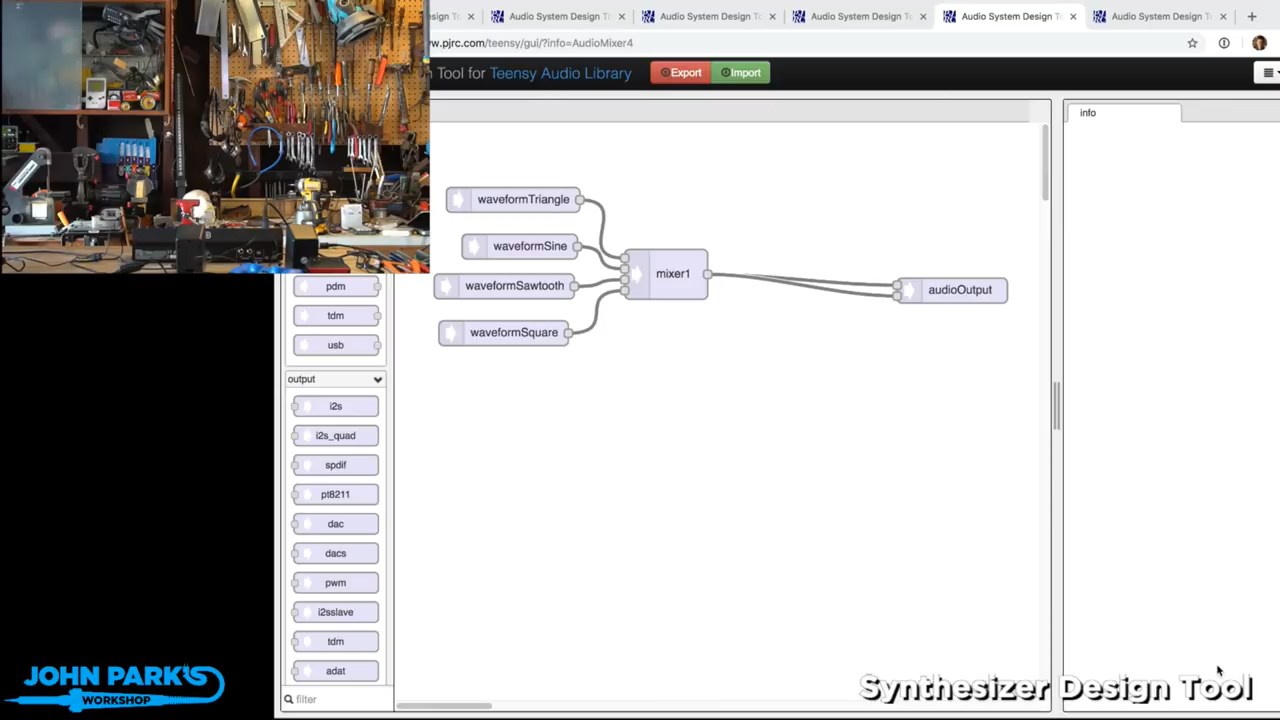 n T
Audio System Design T
Audio System Design T
Audio System Design T
Audio System Design T
Audio System Design T
w.pjrc.com/teensy/gui/?info=AudioMixer4
n Tool for Teensy Audio Library
Export
Import
info
waveformTriangle
waveformSine
waveformSawtooth
waveformSquare
mixer1
audioOutput
pdm
tdm
usb
output
i2s
i2s_quad
spdif
pt8211
dac
dacs
pwm
i2sslave
tdm
adat
filter
JOHN PARK'S
WORKSHOP
Synthesizer Design Tool